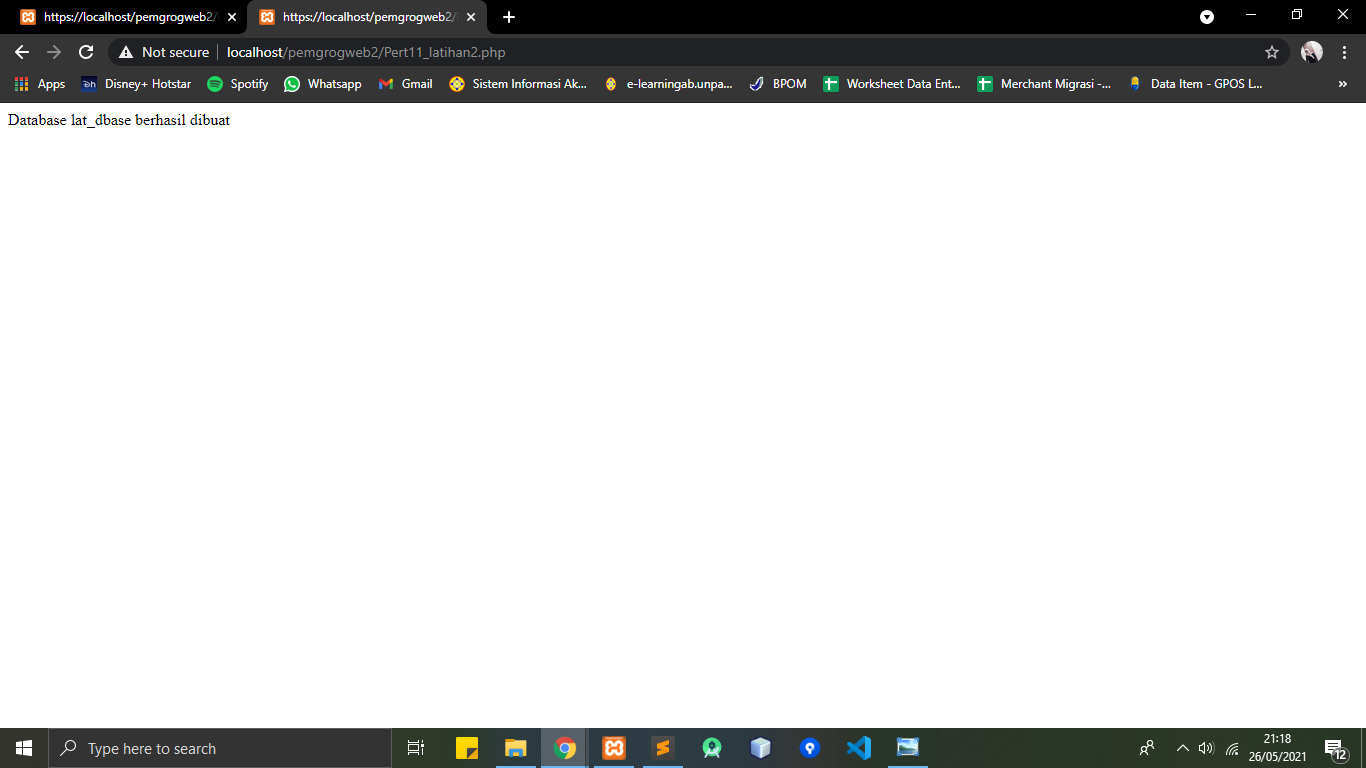 https://localhost/pemgrogweb2/
https://localhost/pemgrogweb2/
Not secure
localhost/pemgrogweb2/Pert11_latihan2.php
Apps
Disney+ Hotstar
Spotify
Whatsapp
Gmail
Sistem Informasi Ak...
e-learningab.unpa...
BPOM
Worksheet Data Ent...
Merchant Migrasi -...
Data Item - GPOS L...
Database lat_dbase berhasil dibuat
Type here to search
21:18
26/05/2021
12